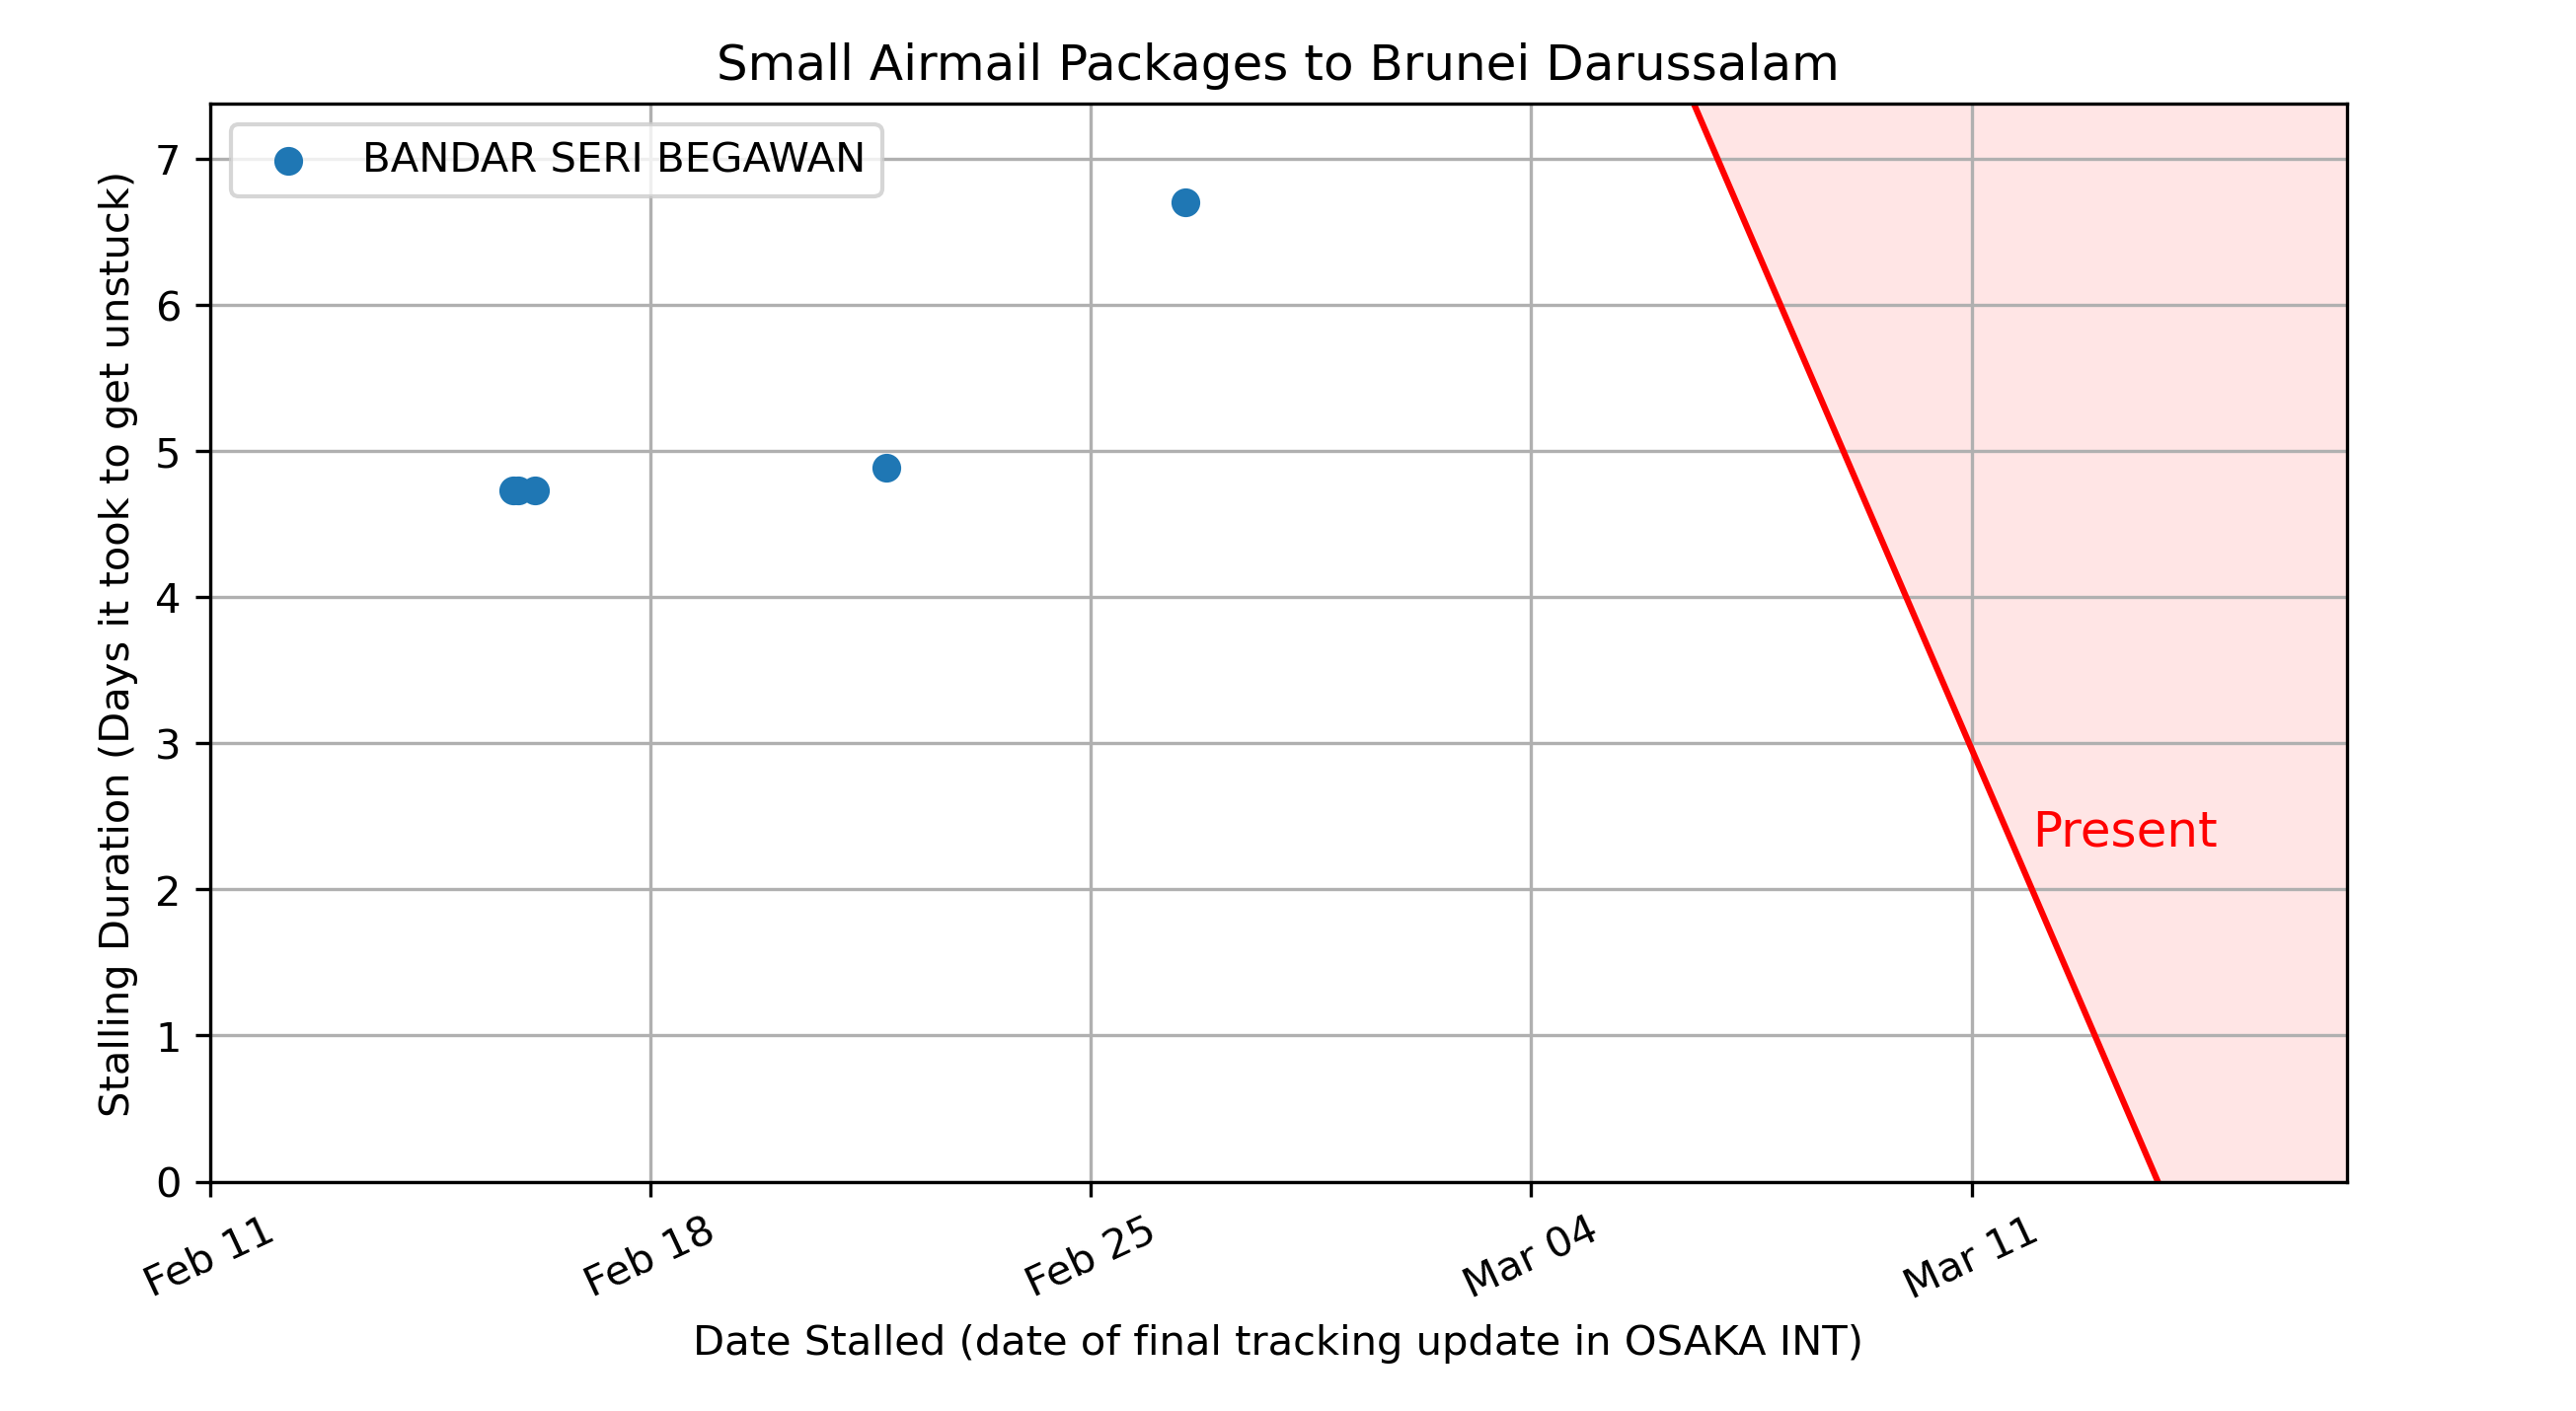 Small Airmail Packages to Brunei Darussalam
BANDAR SERI BEGAWAN
Stalling Duration (Days it took to get unstuck)
7
6
5
4
3
2
1
0
Present
Feb 11
Feb 18
Feb 25
Mar 04
Mar 11
Date Stalled (date of final tracking update in OSAKA INT)